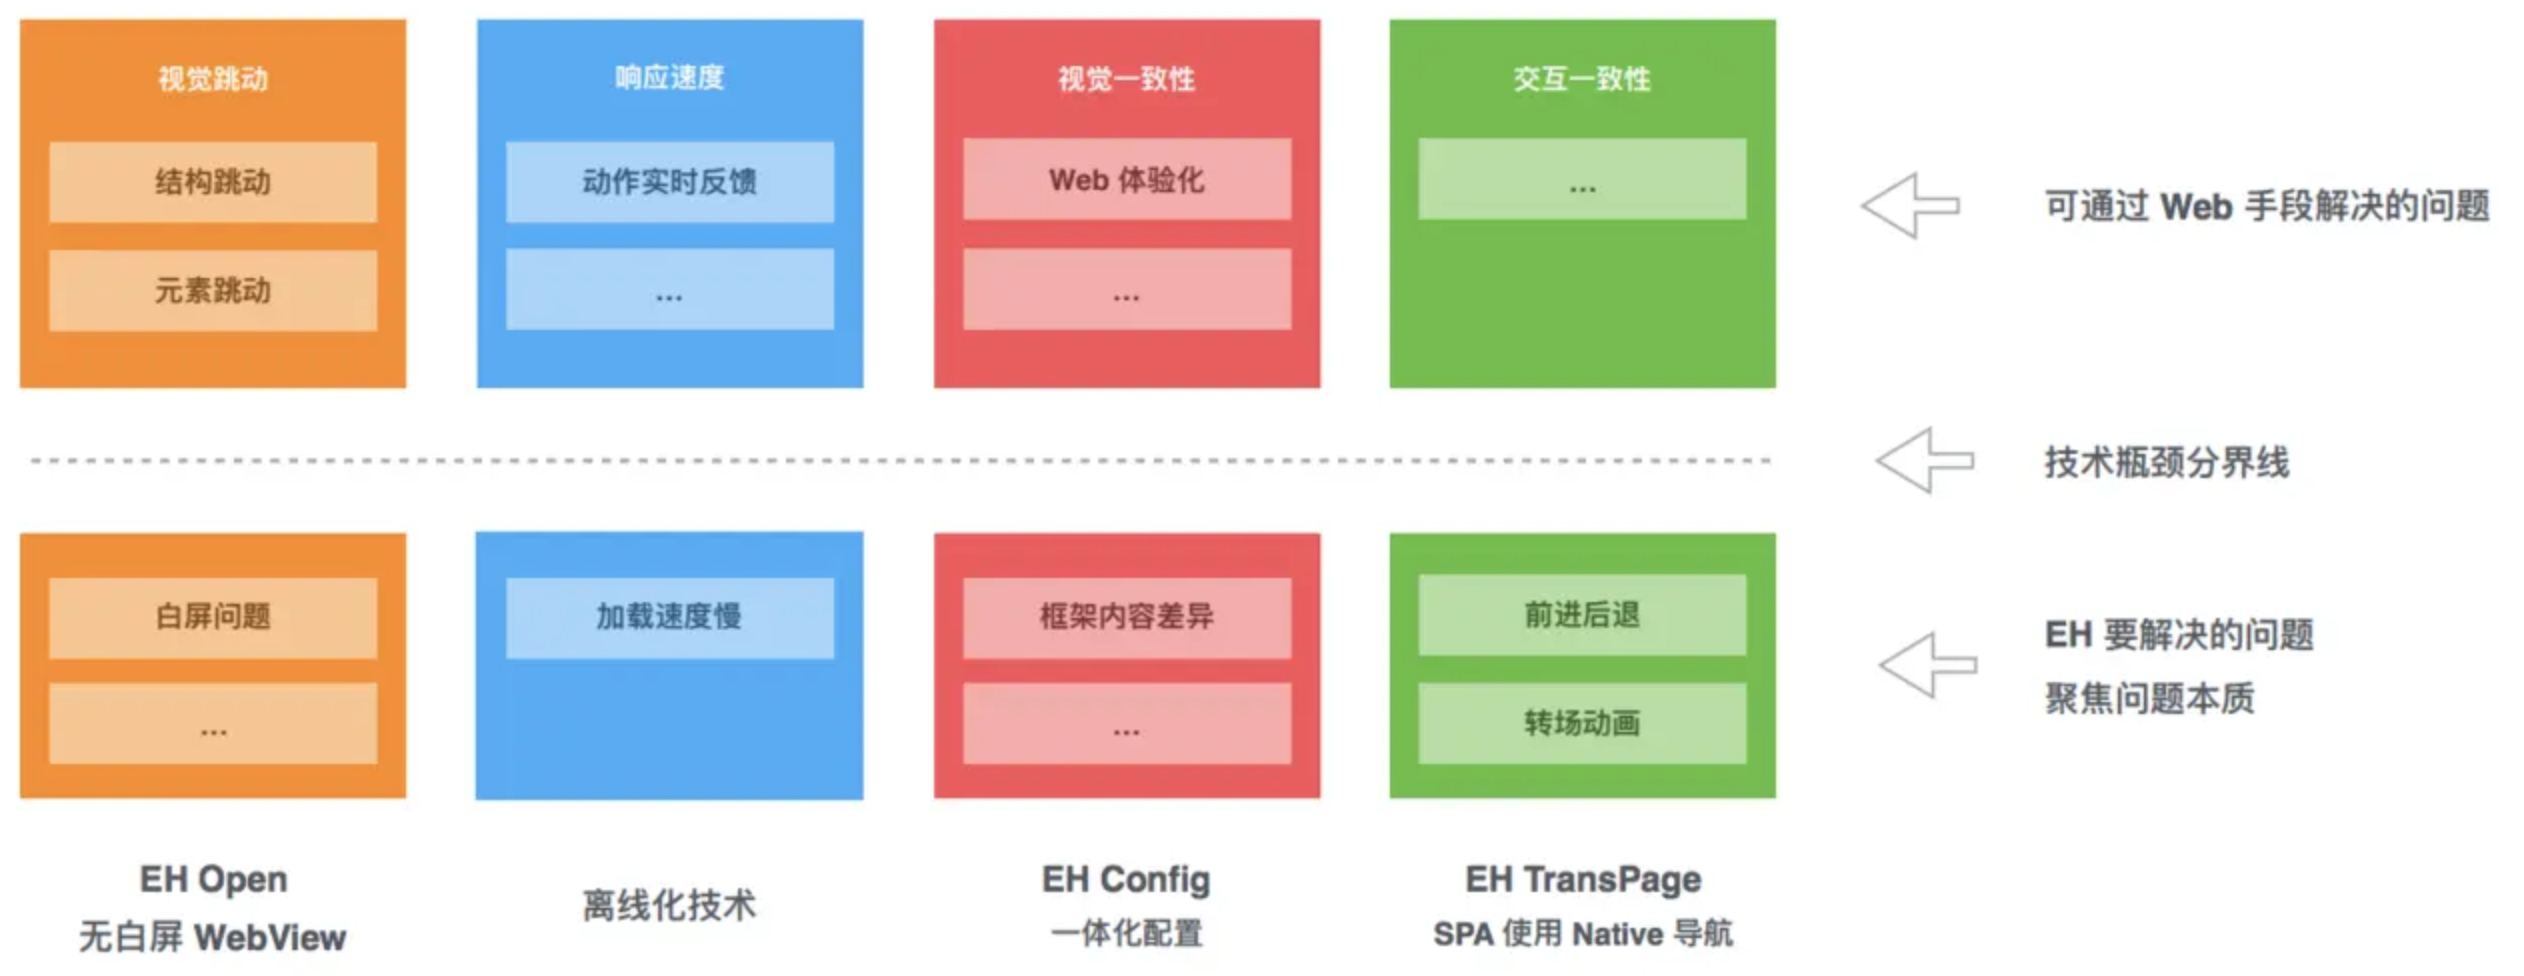 视觉跳动
结构跳动
元素跳动
响应速度
动作实时反馈
...
视觉一致性
Web 体验化
...
交互一致性
...
可通过 Web 手段解决的问题
技术瓶颈分界线
白屏问题
...
加载速度慢
框架内容差异
...
前进后退
转场动画
EH 要解决的问题
聚焦问题本质
EH Open
无白屏 WebView
离线化技术
EH Config
一体化配置
EH TransPage
SPA 使用 Native 导航